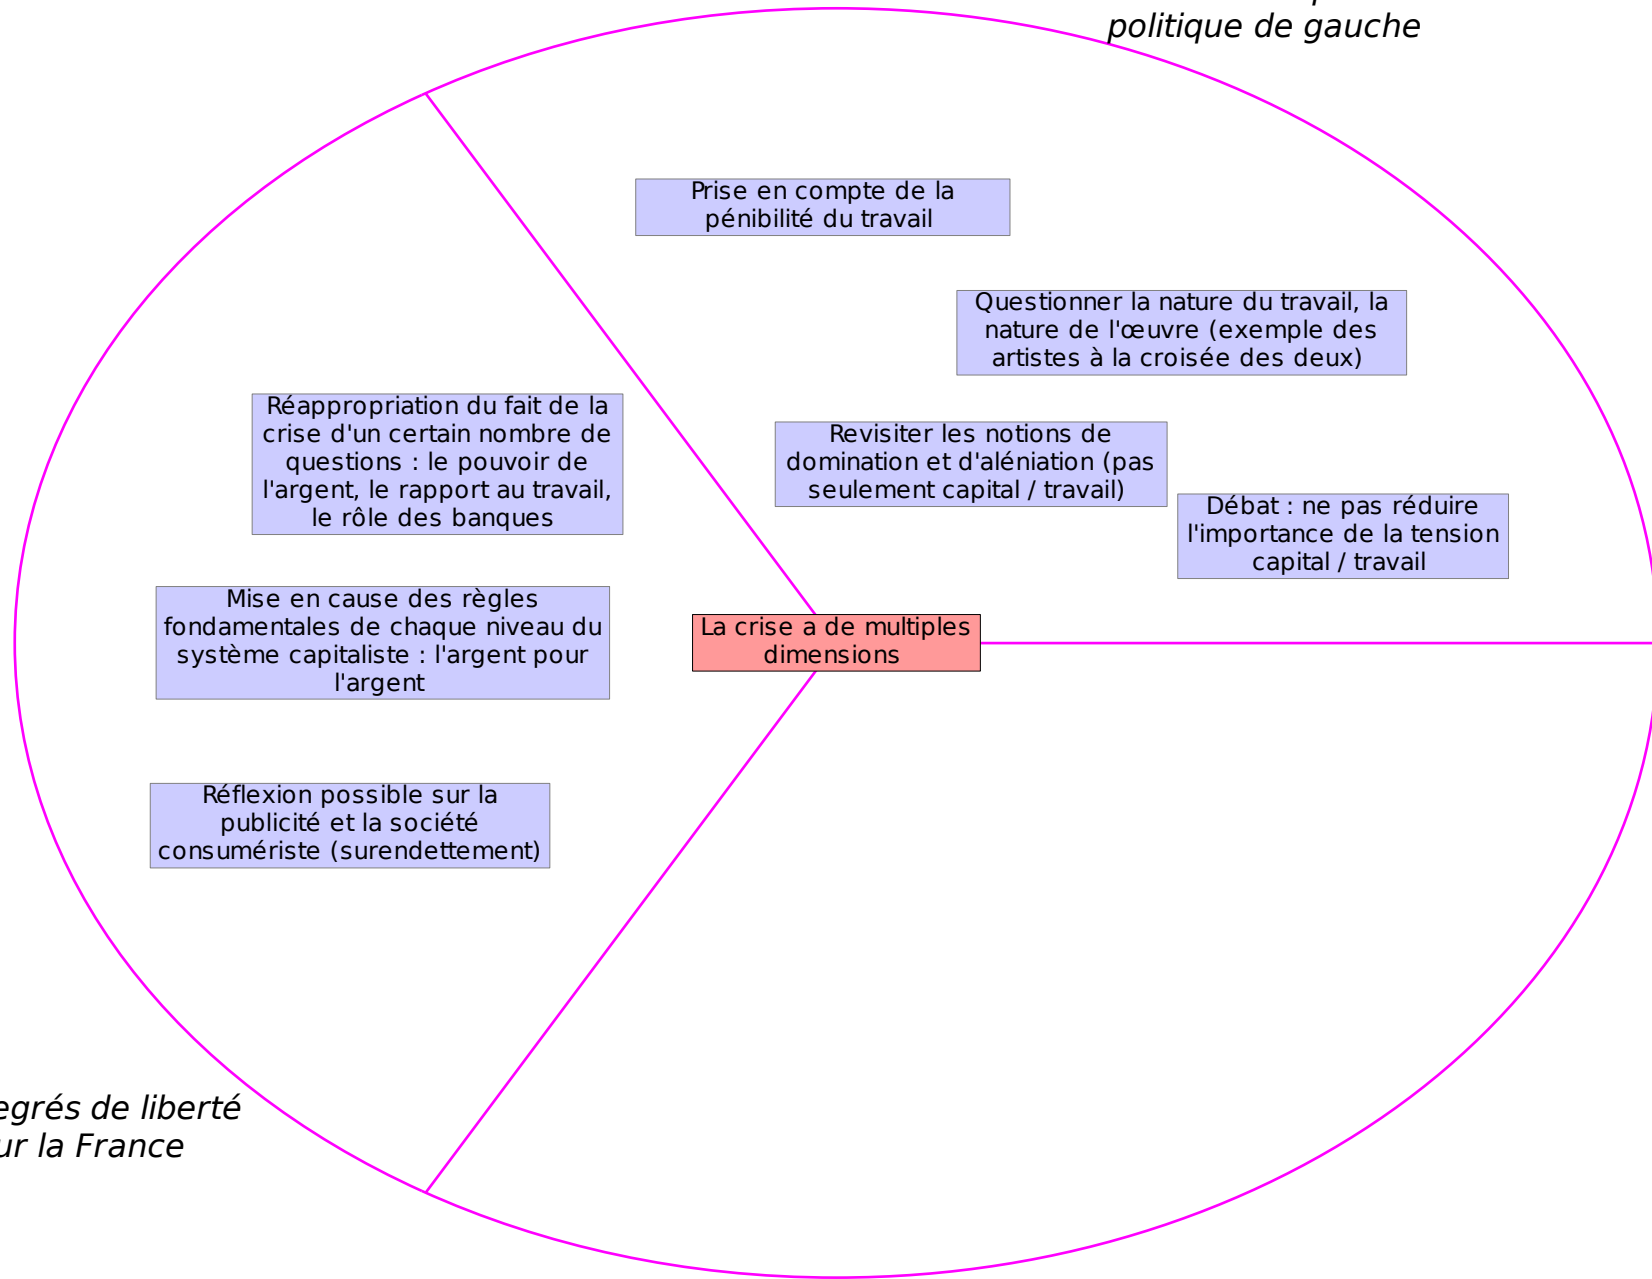 politique de gauche
Prise en compte de la
pénibilité du travail
Questionner la nature du travail, la
nature de l'œuvre (exemple des
artistes à la croisée des deux)
Réappropriation du fait de la
crise d'un certain nombre de
questions : le pouvoir de
l'argent, le rapport au travail,
le rôle des banques
Revisiter les notions de
domination et d'aléniation (pas
seulement capital / travail)
Débat : ne pas réduire
l'importance de la tension
capital / travail
Mise en cause des règles
fondamentales de chaque niveau du
système capitaliste : l'argent pour
l'argent
La crise a de multiples
dimensions
Réflexion possible sur la
publicité et la société
consumériste (surendettement)
egrés de liberté
ur la France